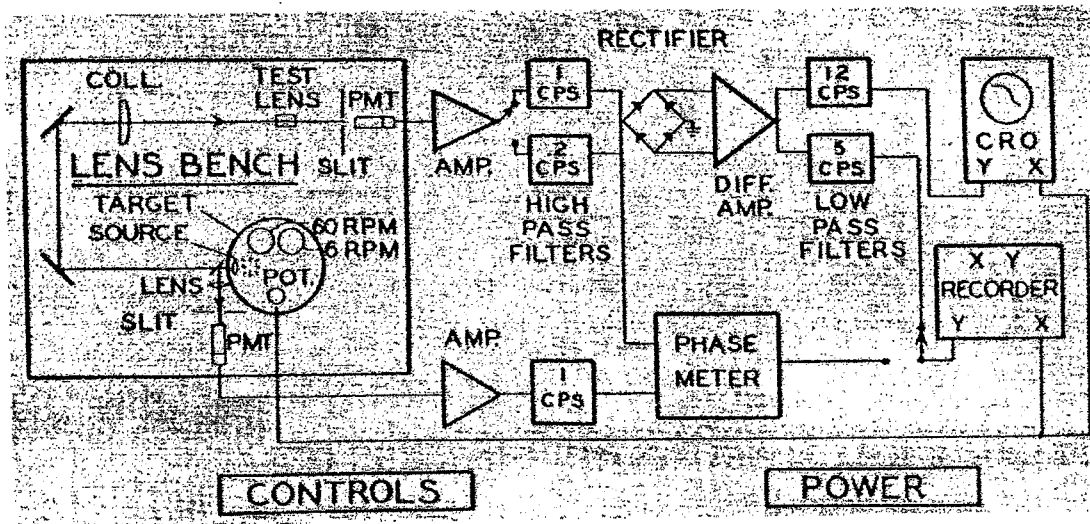 RECTIFIER
COLL.
TEST
LENS
PMT
1
CPS
12
CPS
LENS BENCH
SLIT
AMP.
2
CPS
DIFF.
AMP.
5
CPS
CRO
Y X
TARGET
SOURCE
60 RPM
6 RPM
POT.
HIGH
PASS
FILTERS
LOW
PASS
FILTERS
LENS
SLIT
PMT
X Y
RECORDER
Y X
AMP.
1
CPS
PHASE
METER
CONTROLS
POWER